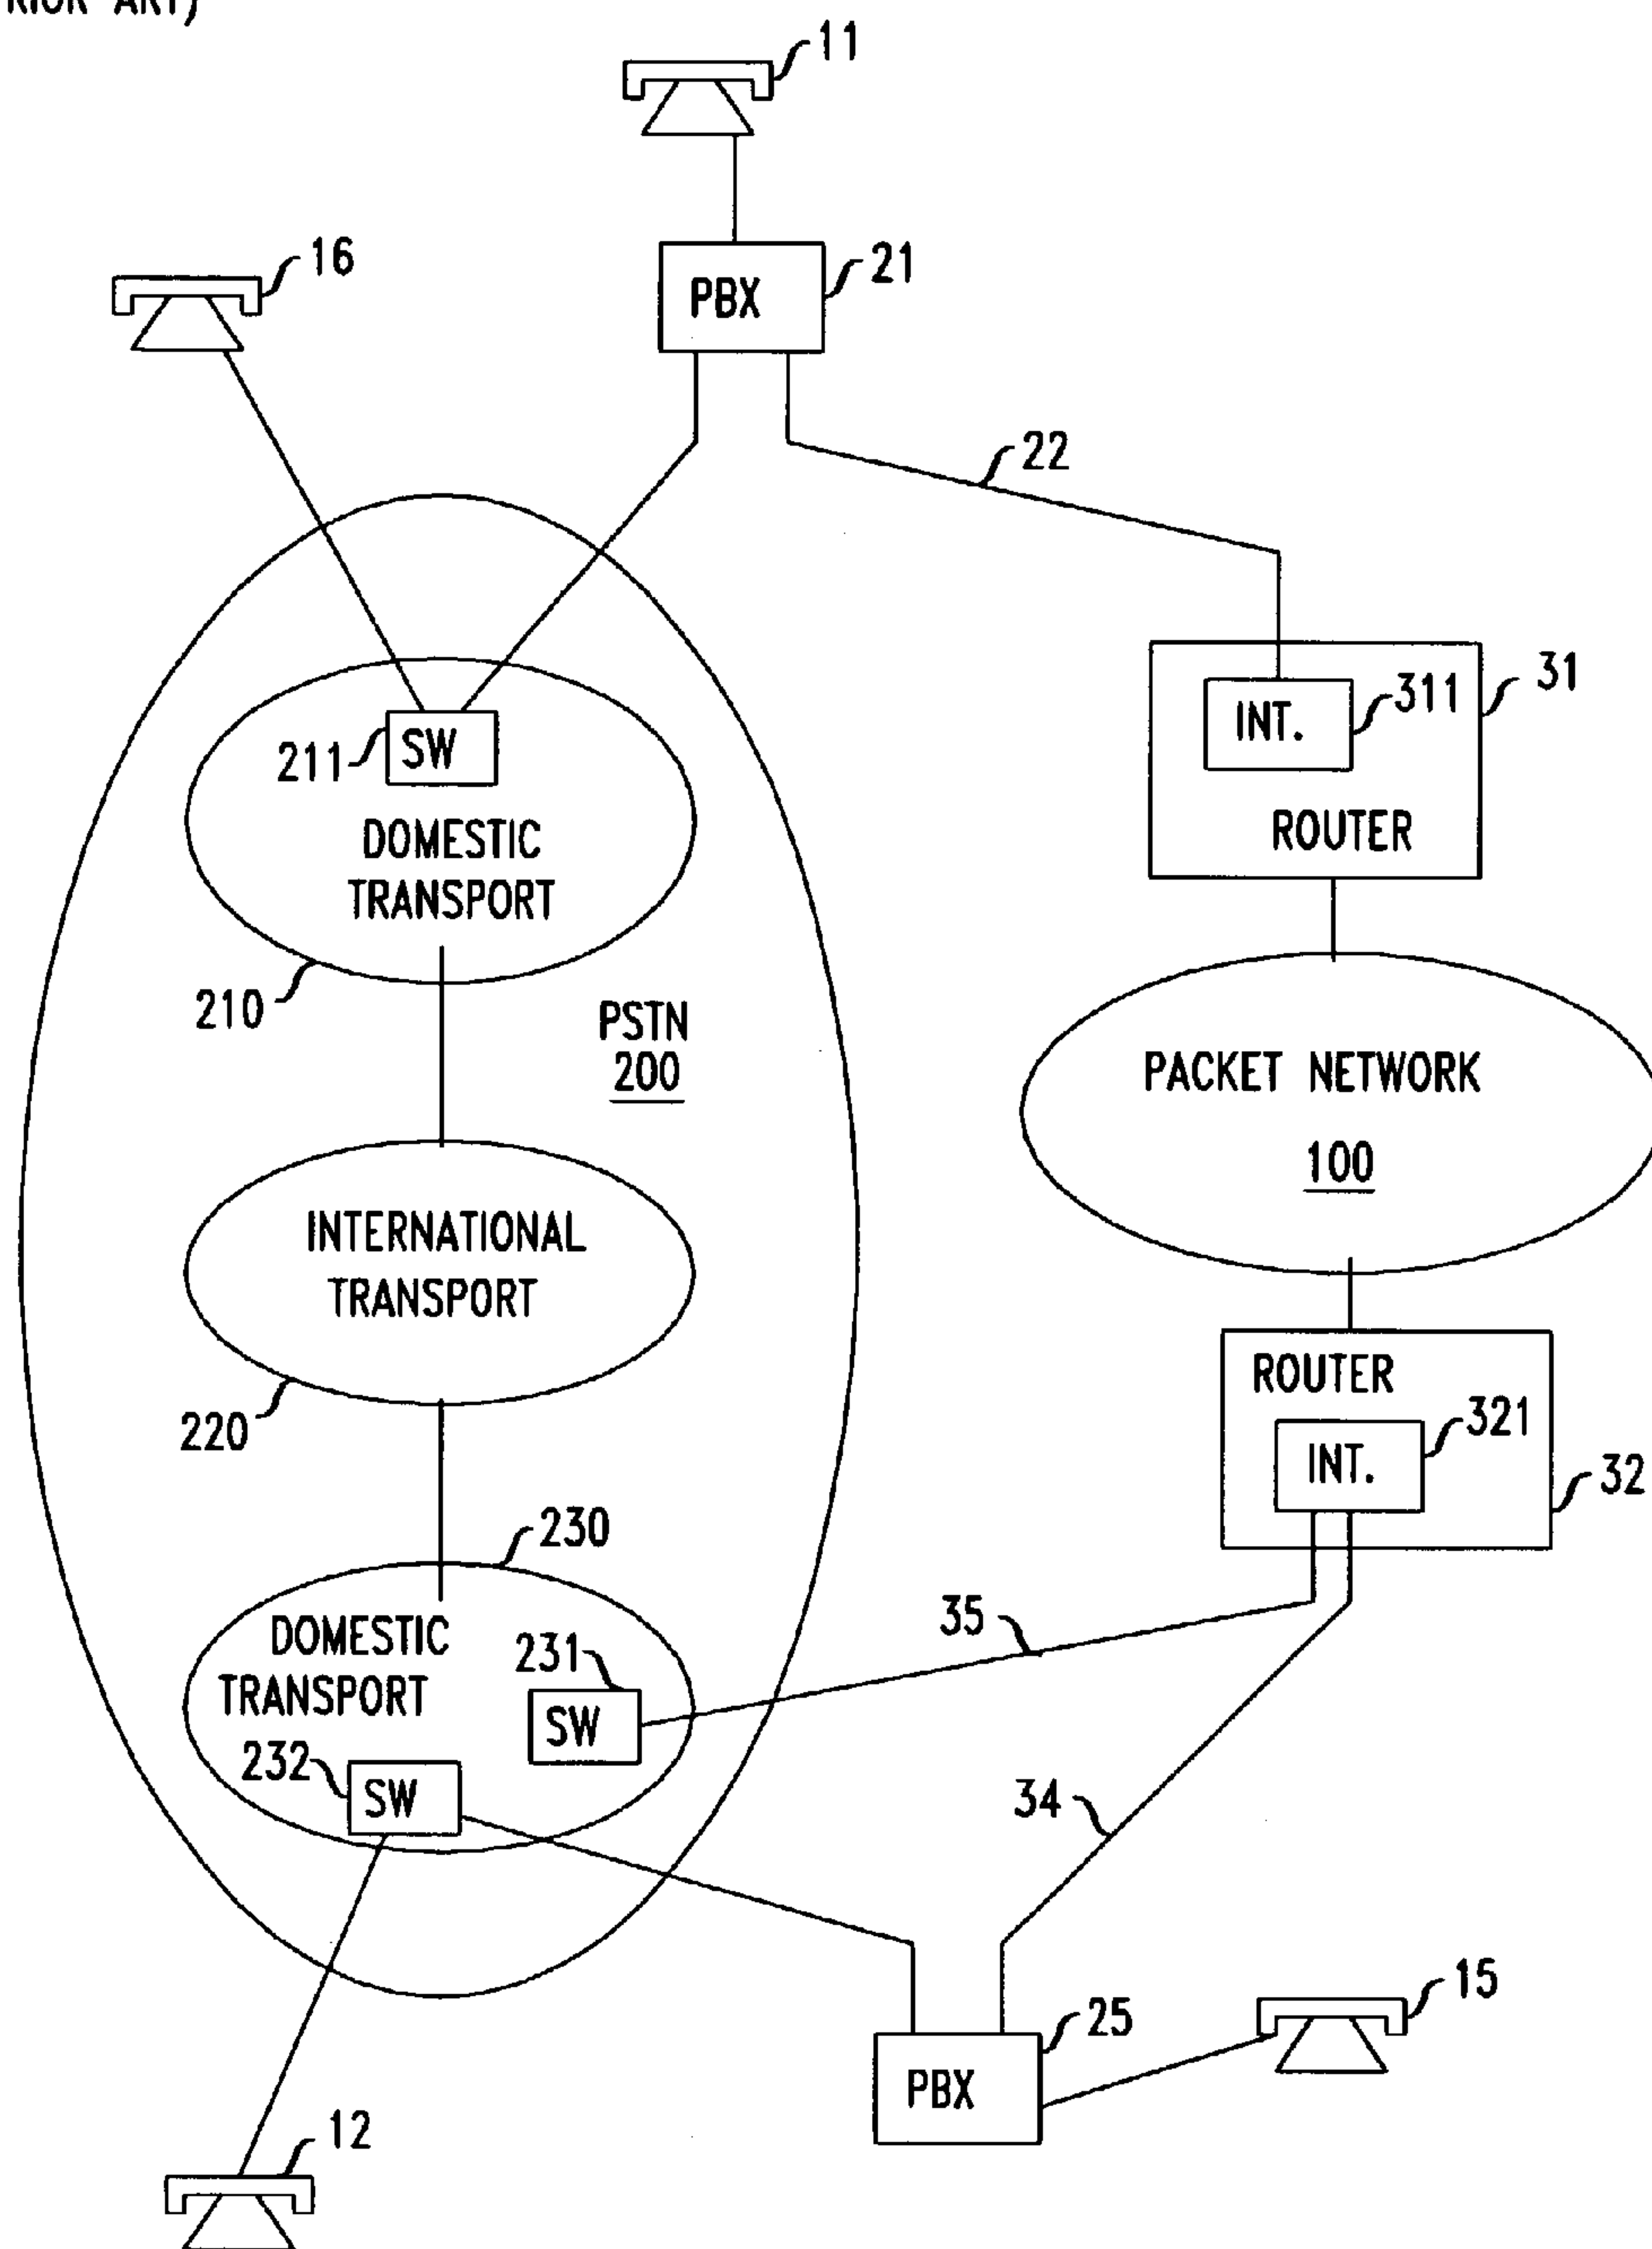 ART)
11
16
PBX
21
22
31
INT.
311
211
SW
ROUTER
DOMESTIC
TRANSPORT
210
PSTN
200
PACKET NETWORK
100
INTERNATIONAL
TRANSPORT
220
ROUTER
321
INT.
32
230
DOMESTIC
TRANSPORT
231
SW
35
232
SW
34
25
15
PBX
12